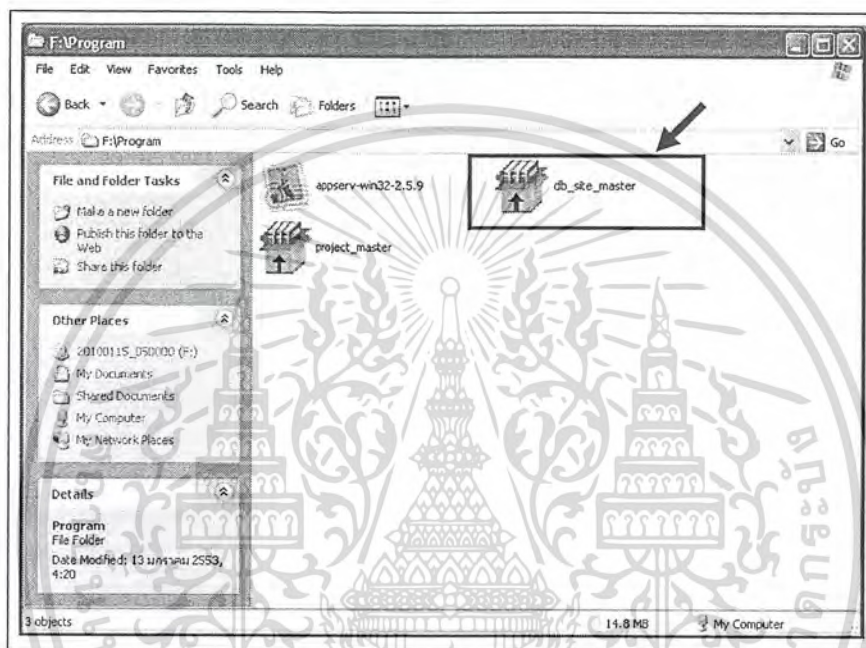 F:\Program
File Edit View Favorites Tools Help
Back Search Folders
Address F:\Program Go
File and Folder Tasks
Make a new folder
Publish this folder to the
Web
Share this folder
Other Places
20100115_050000 (F:)
My Documents
Shared Documents
My Computer
My Network Places
Details
Program
File Folder
Date Modified: 13 มกราคม 2553,
4:20
appserv-win32-2.5.9
db_site_master
project_master
3 objects 14.8 MB My Computer